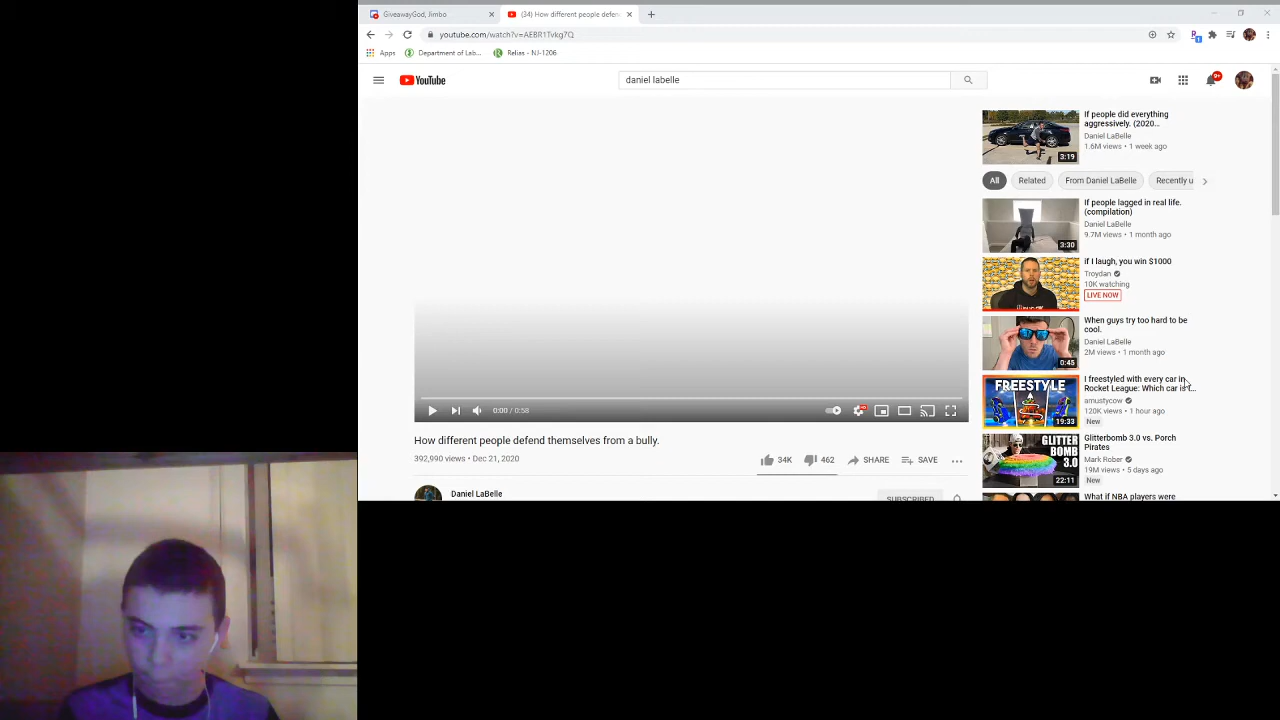 GiveawayGod, Jimbo
(34) How different people defen
youtube.com/watch?v=AEBR1Tvkg7Q
Apps
Department of Lab...
Relias - NJ-1206
YouTube
daniel labelle
9+
If people did everything
aggressively. (2020...
Daniel LaBelle
1.6M views • 1 week ago
3:19
All
Related
From Daniel LaBelle
Recently u
If people lagged in real life.
(compilation)
Daniel LaBelle
9.7M views • 1 month ago
3:30
if I laugh, you win $1000
Troydan
10K watching
LIVE NOW
When guys try too hard to be
cool.
Daniel LaBelle
2M views • 1 month ago
0:45
I freestyled with every car in
Rocket League: Which car is
amustycow
120K views • 1 hour ago
New
FREESTYLE
19:33
Glitterbomb 3.0 vs. Porch
Pirates
Mark Rober
19M views • 5 days ago
New
GLITTER
BOMB
3.0
22:11
What if NBA players were
0:00 / 0:58
How different people defend themselves from a bully.
392,990 views • Dec 21, 2020
34K
462
SHARE
SAVE
Daniel LaBelle
SUBSCRIBED